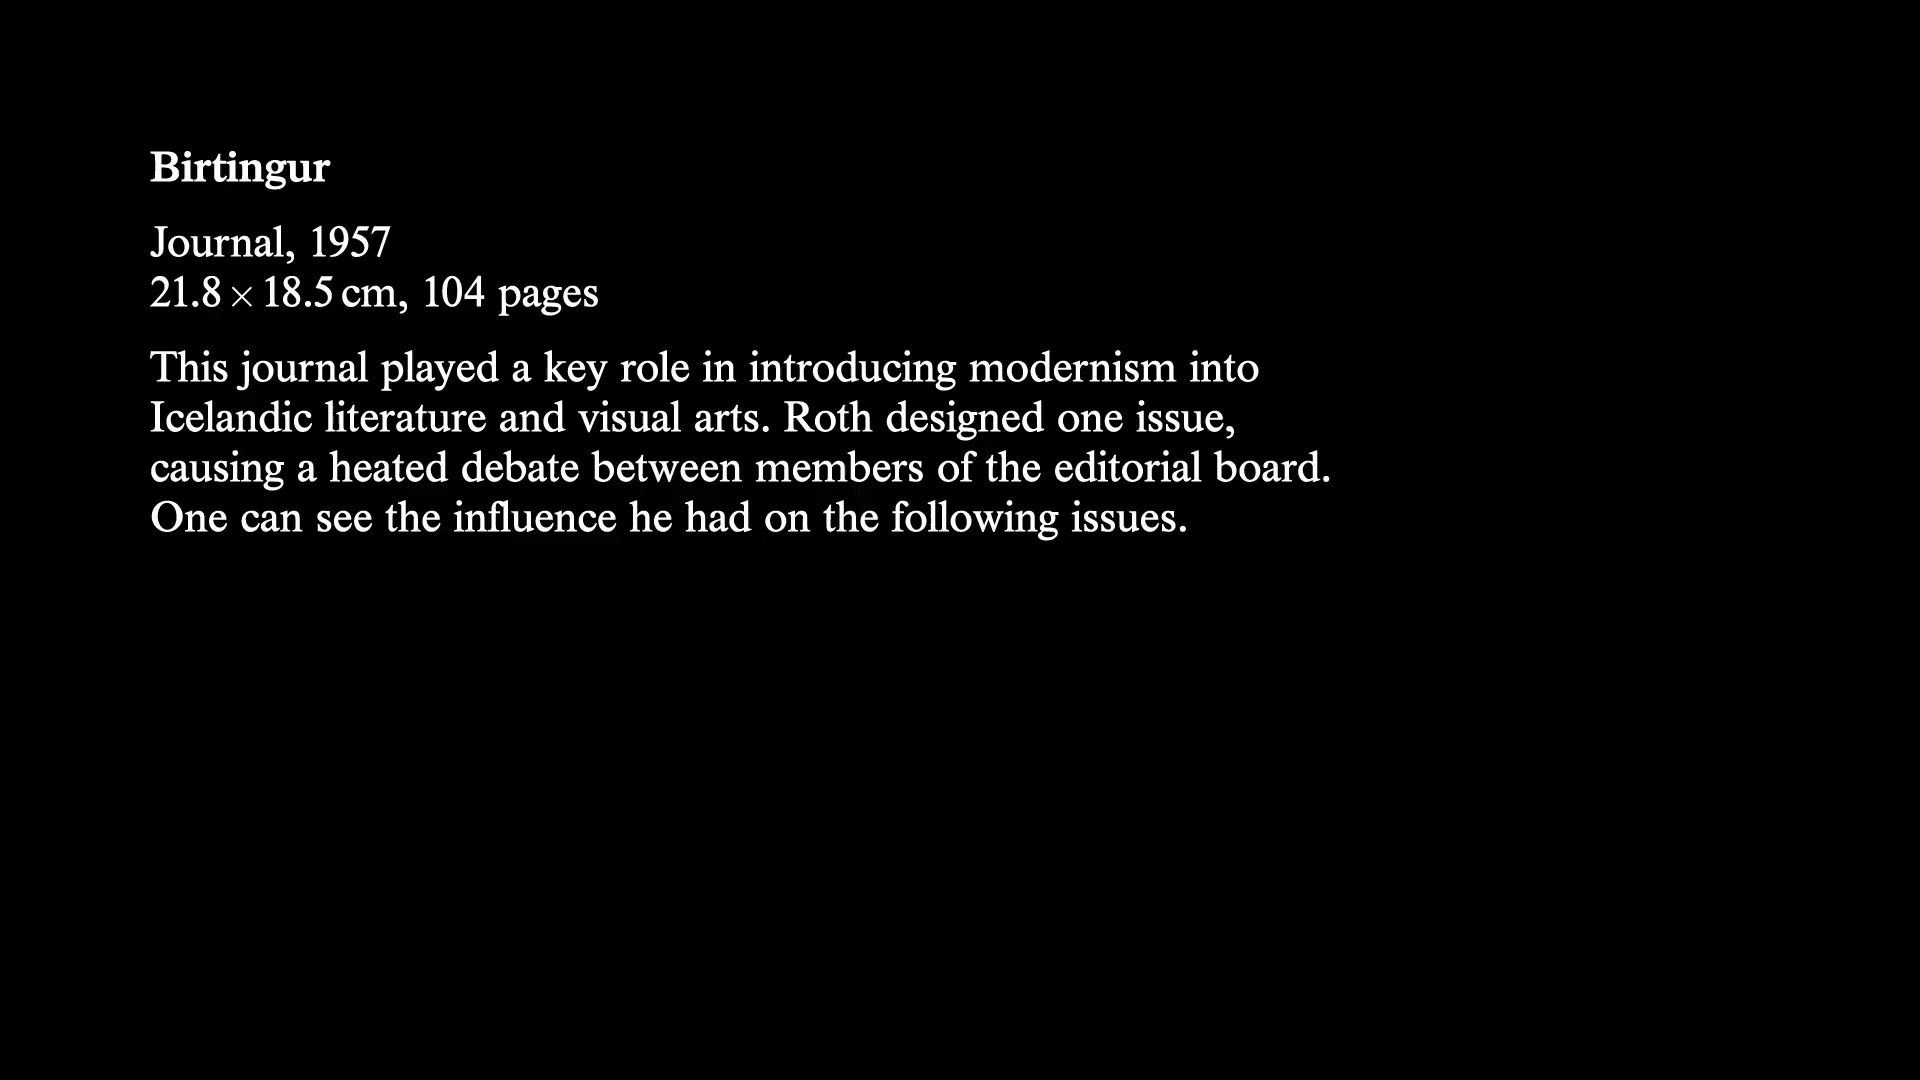 Birtingur
Journal, 1957
21.8 × 18.5 cm, 104 pages
This journal played a key role in introducing modernism into
Icelandic literature and visual arts. Roth designed one issue,
causing a heated debate between members of the editorial board.
One can see the influence he had on the following issues.